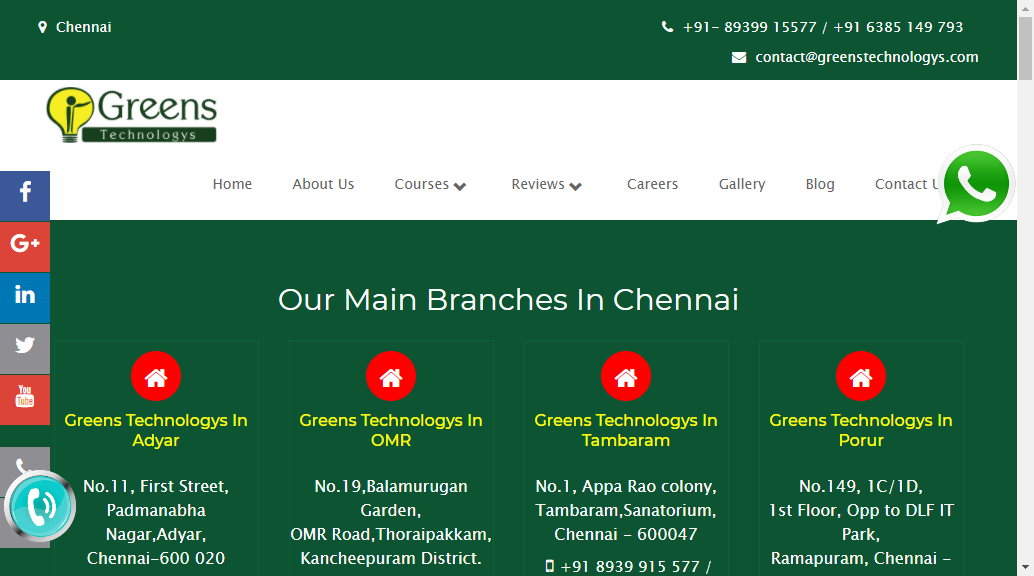 Chennai
+91- 89399 15577 / +91 6385 149 793
contact@greenstechnologys.com
Greens
Technologys
Home About Us Courses Reviews Careers Gallery Blog Contact U
f
G+
in
You
Tube
Our Main Branches In Chennai
Greens Technologys In
Adyar
No.11, First Street,
Padmanabha
Nagar,Adyar,
Chennai-600 020
Greens Technologys In
OMR
No.19,Balamurugan
Garden,
OMR Road,Thoraipakkam,
Kancheepuram District.
Greens Technologys In
Tambaram
No.1, Appa Rao colony,
Tambaram,Sanatorium,
Chennai - 600047
+91 8939 915 577 /
Greens Technologys In
Porur
No.149, 1C/1D,
1st Floor, Opp to DLF IT
Park,
Ramapuram, Chennai -